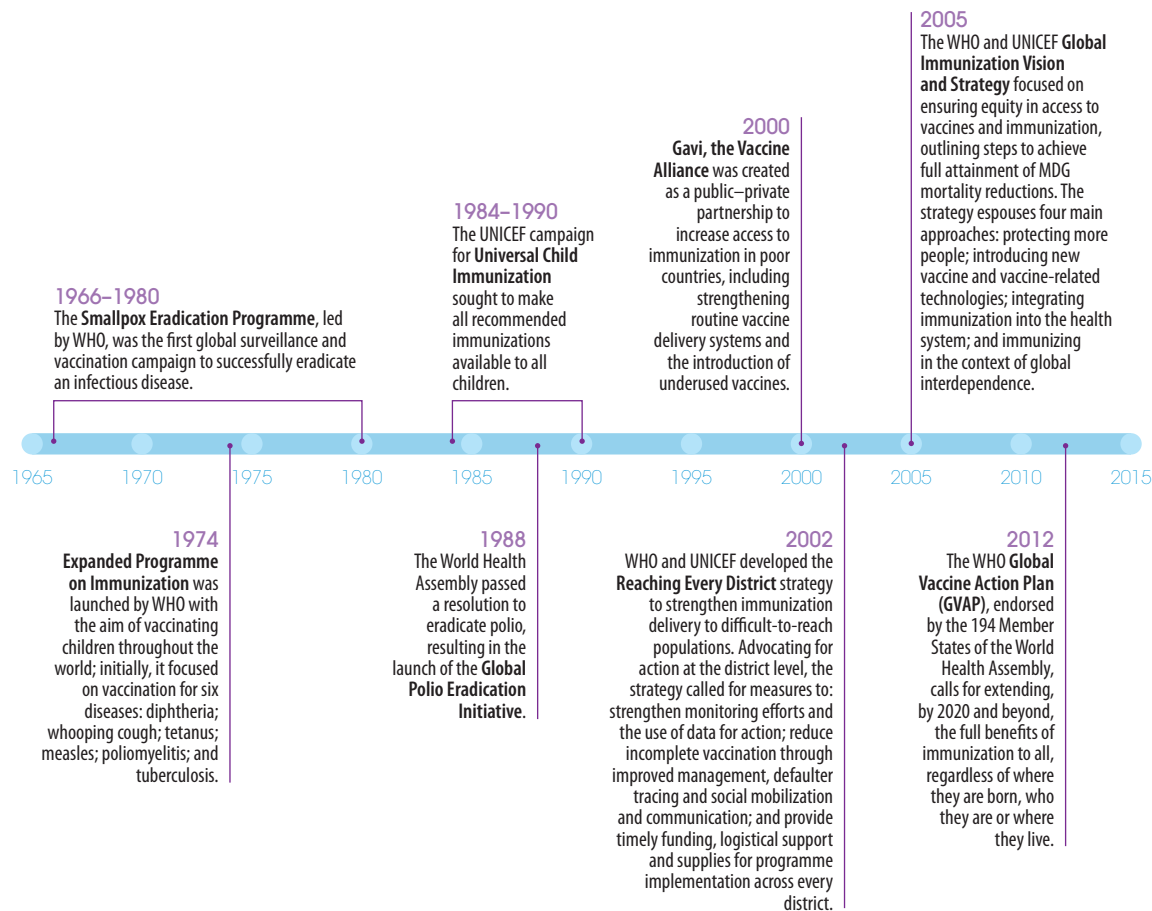 1966–1980
The Smallpox Eradication Programme, led
by WHO, was the first global surveillance and
vaccination campaign to successfully eradicate
an infectious disease.
1984–1990
The UNICEF campaign
for Universal Child
Immunization
sought to make
all recommended
immunizations
available to all
children.
2000
Gavi, the Vaccine
Alliance was created
as a public–private
partnership to
increase access to
immunization in poor
countries, including
strengthening
routine vaccine
delivery systems and
the introduction of
underused vaccines.
2005
The WHO and UNICEF Global
Immunization Vision
and Strategy focused on
ensuring equity in access to
vaccines and immunization,
outlining steps to achieve
full attainment of MDG
mortality reductions. The
strategy espouses four main
approaches: protecting more
people; introducing new
vaccine and vaccine-related
technologies; integrating
immunization into the health
system; and immunizing
in the context of global
interdependence.
1965 1970 1975 1980 1985 1990 1995 2000 2005 2010 2015
1974
Expanded Programme
on Immunization was
launched by WHO with
the aim of vaccinating
children throughout the
world; initially, it focused
on vaccination for six
diseases: diphtheria;
whooping cough; tetanus;
measles; poliomyelitis; and
tuberculosis.
1988
The World Health
Assembly passed
a resolution to
eradicate polio,
resulting in the
launch of the Global
Polio Eradication
Initiative.
2002
WHO and UNICEF developed the
Reaching Every District strategy
to strengthen immunization
delivery to difficult-to-reach
populations. Advocating for
action at the district level, the
strategy called for measures to:
strengthen monitoring efforts and
the use of data for action; reduce
incomplete vaccination through
improved management, defaulter
tracing and social mobilization
and communication; and provide
timely funding, logistical support
and supplies for programme
implementation across every
district.
2012
The WHO Global
Vaccine Action Plan
(GVAP), endorsed
by the 194 Member
States of the World
Health Assembly,
calls for extending,
by 2020 and beyond,
the full benefits of
immunization to all,
regardless of where
they are born, who
they are or where
they live.